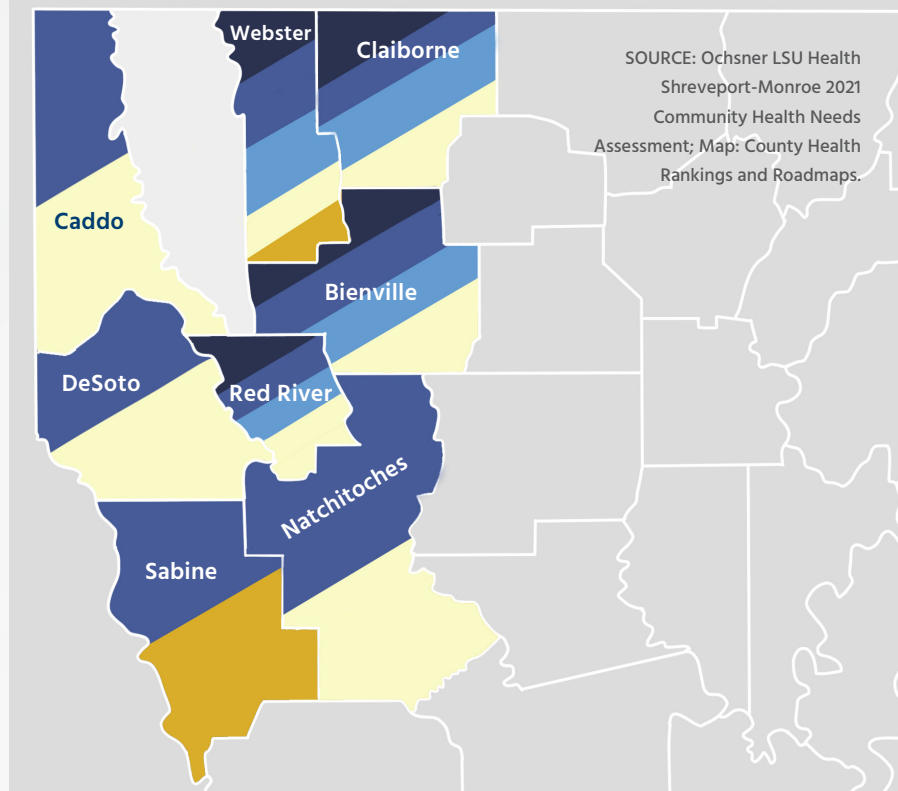 Webster
Claiborne
SOURCE: Ochsner LSU Health
Shreveport-Monroe 2021
Community Health Needs
Assessment; Map: County Health
Rankings and Roadmaps.
Caddo
Bienville
DeSoto
Red River
Natchitoches
Sabine